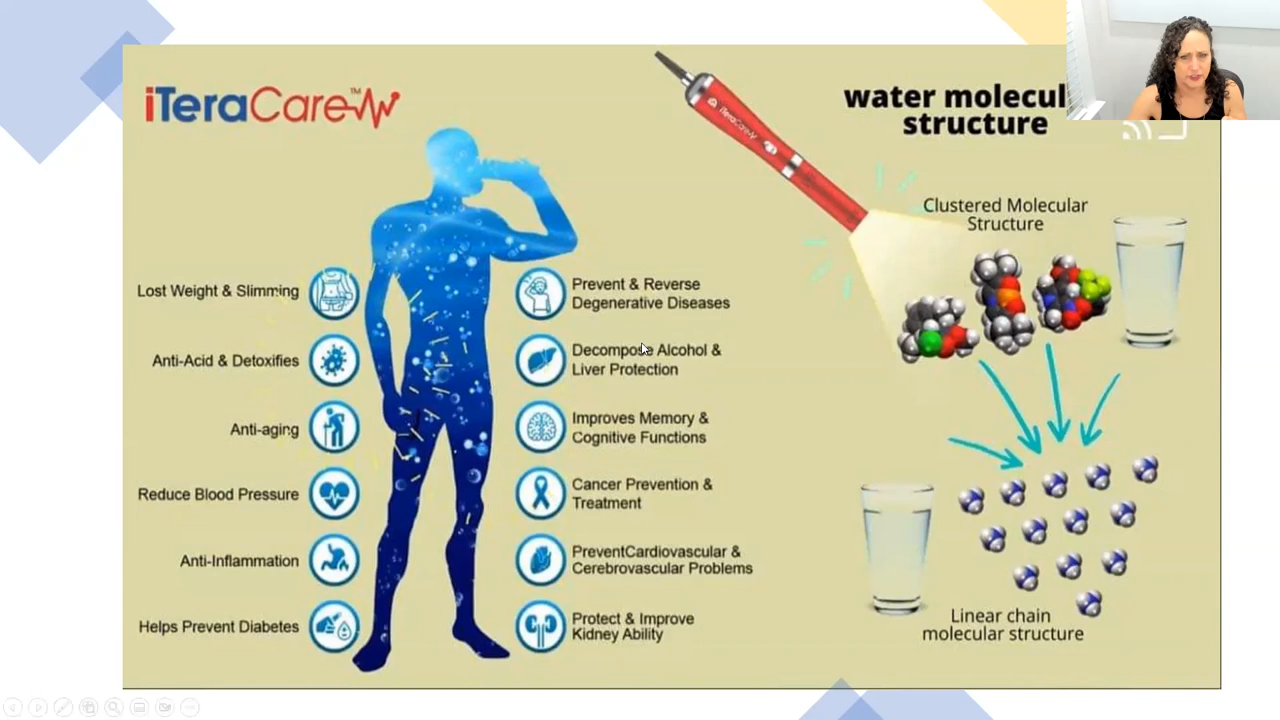 iTeraCare™
Lost Weight & Slimming
Anti-Acid & Detoxifies
Anti-aging
Reduce Blood Pressure
Anti-Inflammation
Helps Prevent Diabetes
Prevent & Reverse
Degenerative Diseases
Decompose Alcohol &
Liver Protection
Improves Memory &
Cognitive Functions
Cancer Prevention &
Treatment
PreventCardiovascular &
Cerebrovascular Problems
Protect & Improve
Kidney Ability
iTeraCare
water molecul
structure
Clustered Molecular
Structure
Linear chain
molecular structure